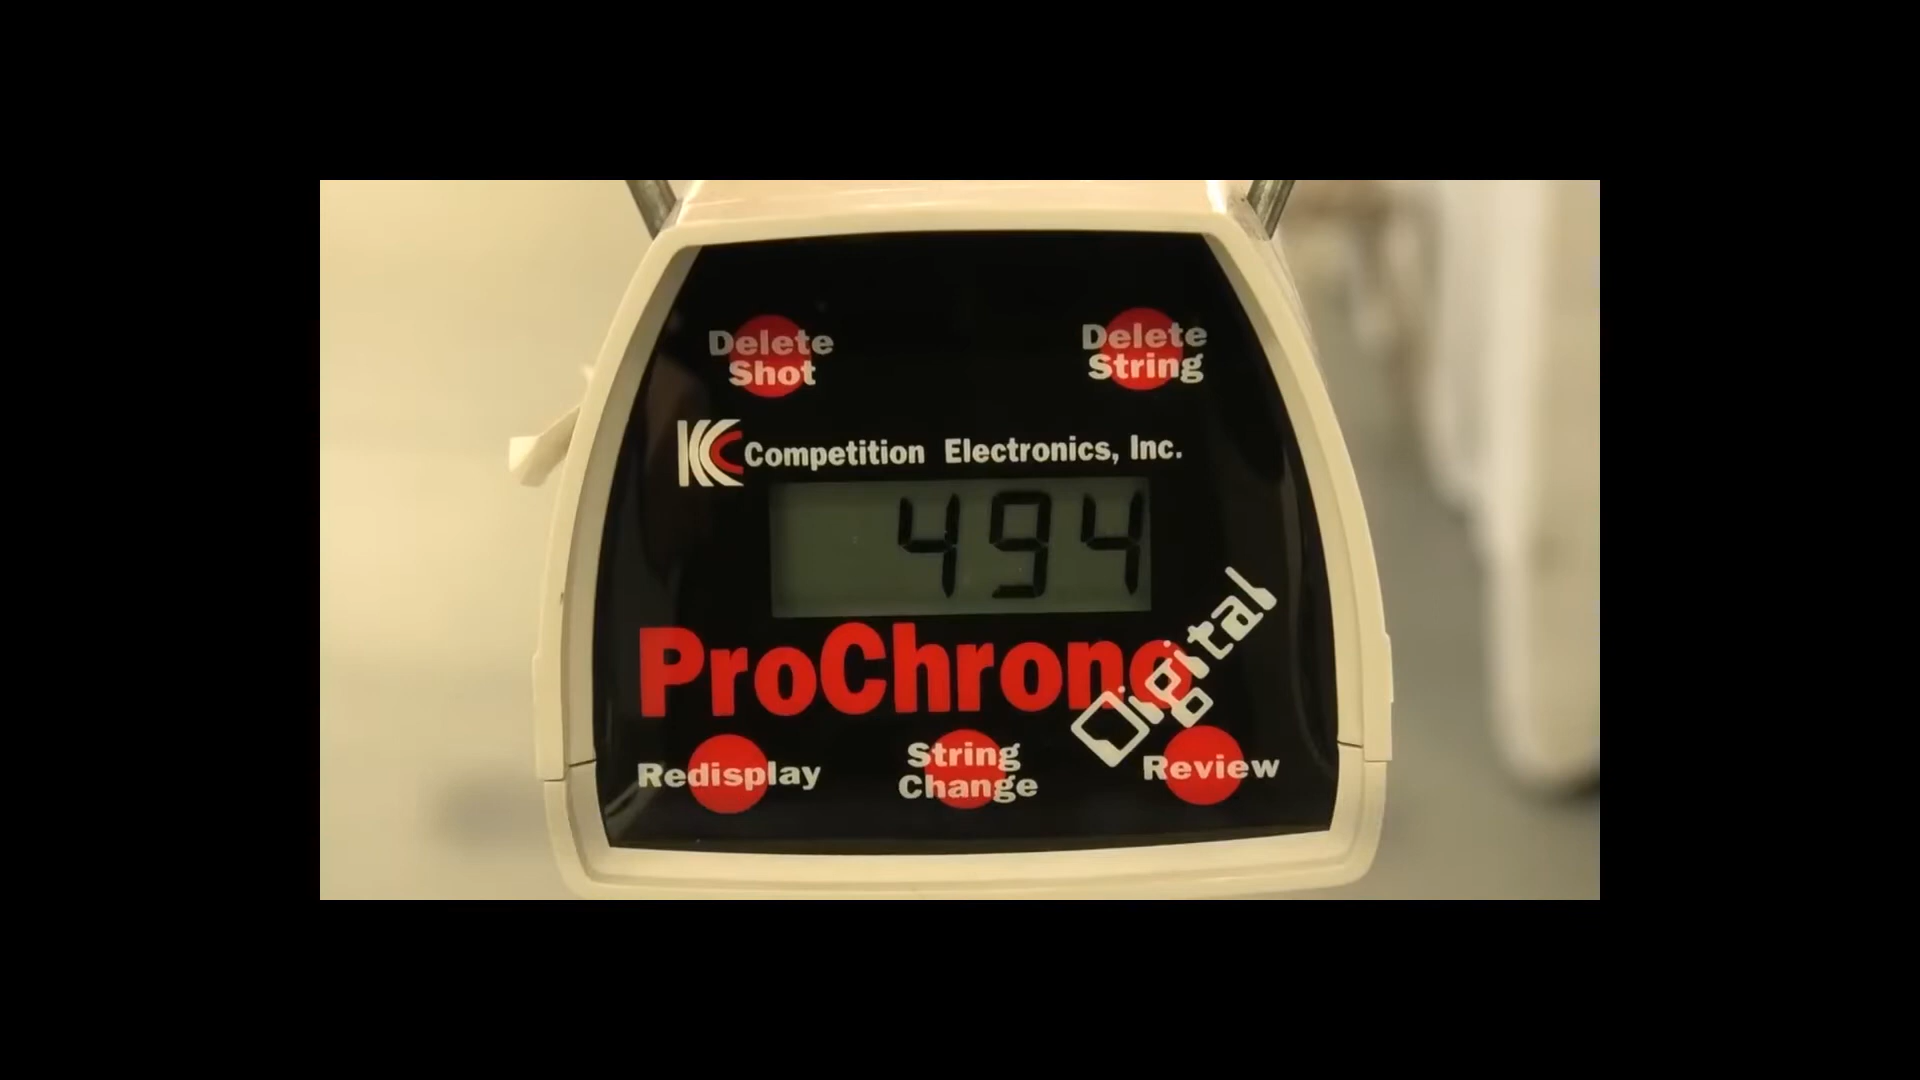 Delete
Shot
Delete
String
Competition Electronics, Inc.
494
ProChrono
Digital
Redisplay
String
Change
Review